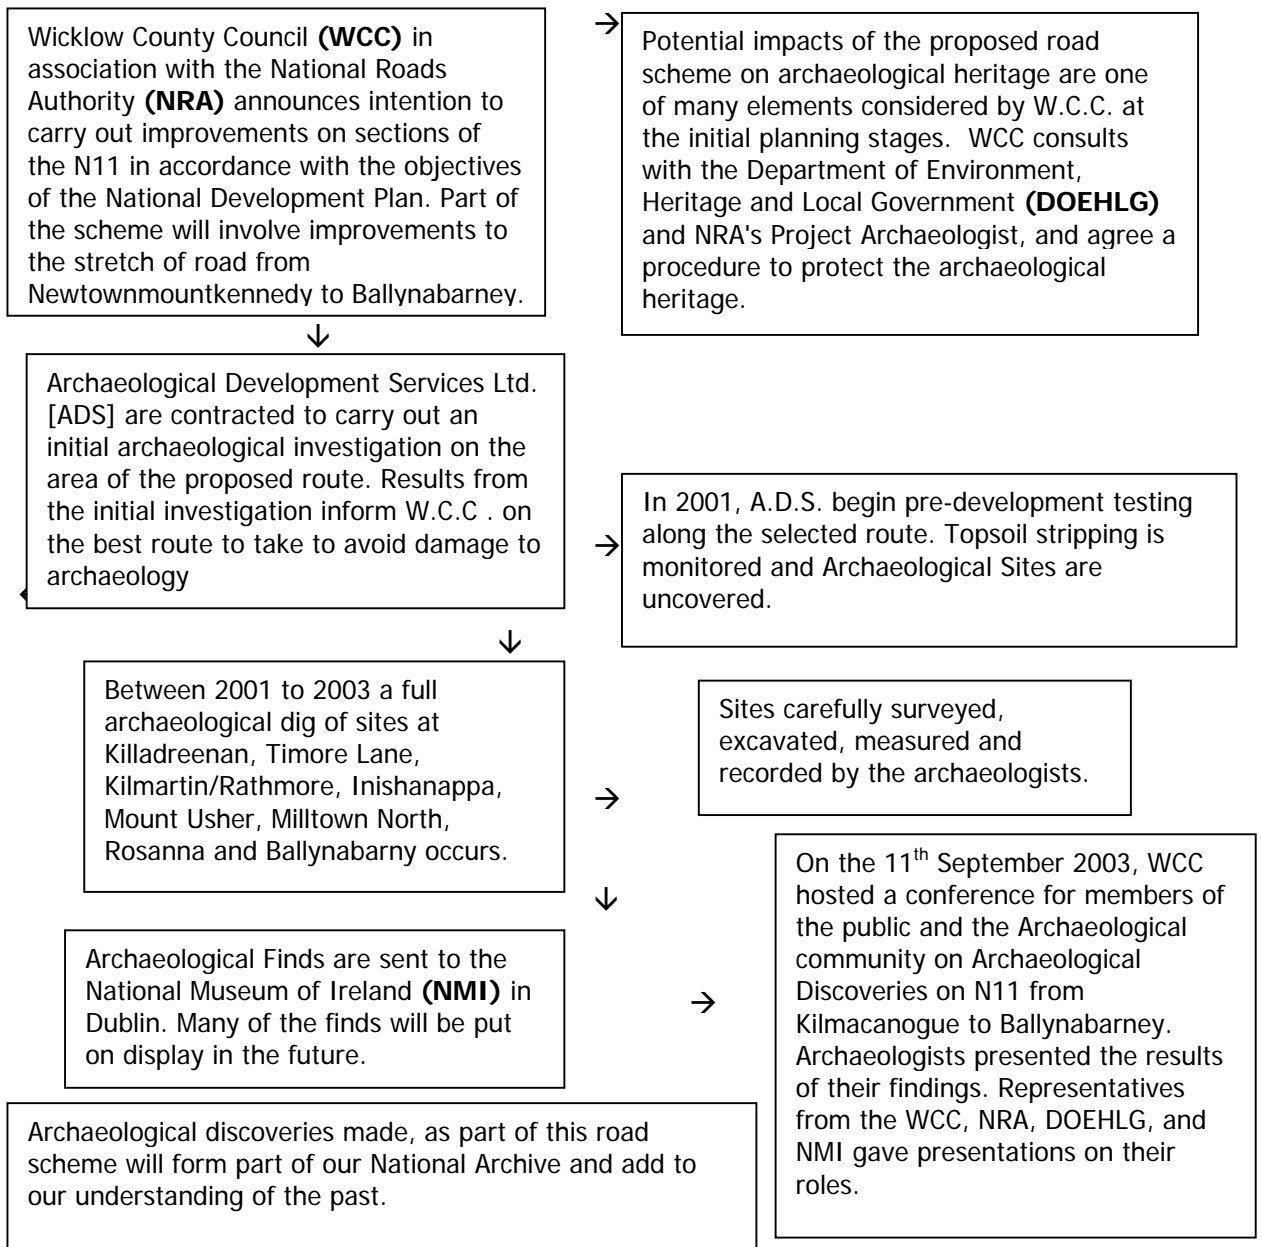 Wicklow County Council (WCC) in
association with the National Roads
Authority (NRA) announces intention to
carry out improvements on sections of
the N11 in accordance with the objectives
of the National Development Plan. Part of
the scheme will involve improvements to
the stretch of road from
Newtownmountkennedy to Ballynabarney.
→
Potential impacts of the proposed road
scheme on archaeological heritage are one
of many elements considered by W.C.C. at
the initial planning stages.  WCC consults
with the Department of Environment,
Heritage and Local Government (DOEHLG)
and NRA's Project Archaeologist, and agree a
procedure to protect the archaeological
heritage.
↓
Archaeological Development Services Ltd.
[ADS] are contracted to carry out an
initial archaeological investigation on the
area of the proposed route. Results from
the initial investigation inform W.C.C . on
the best route to take to avoid damage to
archaeology
→
In 2001, A.D.S. begin pre-development testing
along the selected route. Topsoil stripping is
monitored and Archaeological Sites are
uncovered.
↓
Between 2001 to 2003 a full
archaeological dig of sites at
Killadreenan, Timore Lane,
Kilmartin/Rathmore, Inishanappa,
Mount Usher, Milltown North,
Rosanna and Ballynabarny occurs.
→
Sites carefully surveyed,
excavated, measured and
recorded by the archaeologists.
↓
Archaeological Finds are sent to the
National Museum of Ireland (NMI) in
Dublin. Many of the finds will be put
on display in the future.
→
On the 11th September 2003, WCC
hosted a conference for members of
the public and the Archaeological
community on Archaeological
Discoveries on N11 from
Kilmacanogue to Ballynabarney.
Archaeologists presented the results
of their findings. Representatives
from the WCC, NRA, DOEHLG, and
NMI gave presentations on their
roles.
Archaeological discoveries made, as part of this road
scheme will form part of our National Archive and add to
our understanding of the past.